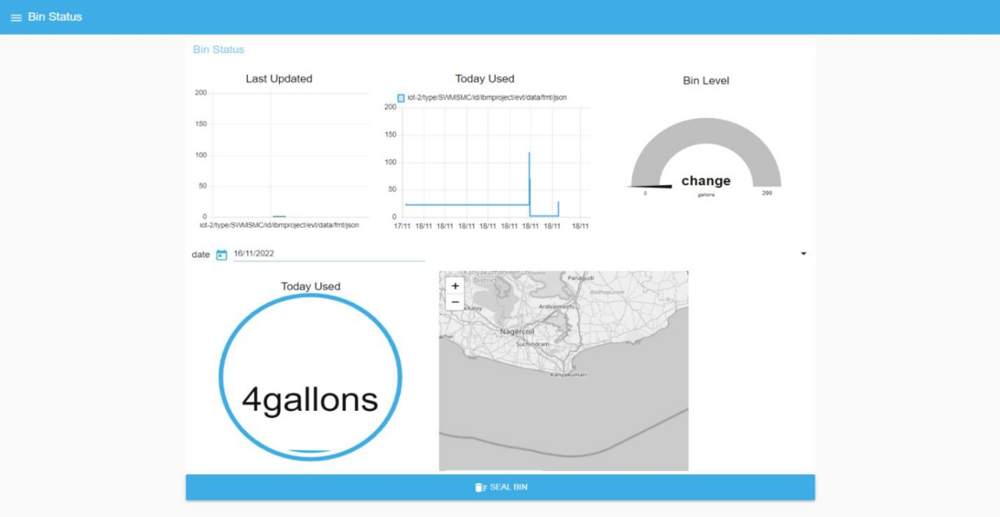 Bin Status
Bin Status
Last Updated
200
150
100
50
0
iot-2/type/SWMSMC/id/ibmproject/evt/data/fmt/json
Today Used
iot-2/type/SWMSMC/id/ibmproject/evt/data/fmt/json
200
150
100
50
0
17/11 18/11 18/11 18/11 18/11 18/11 18/11 18/11 18/11
Bin Level
change
0 gallons 200
date 16/11/2022
Today Used
4gallons
+
−
Kanyakumari
District
Panagudi
Radhapuram
ckalay
Aralvaimozhi
Nagercoil
achel
Suchindram
Kanyakumari
SEAL BIN